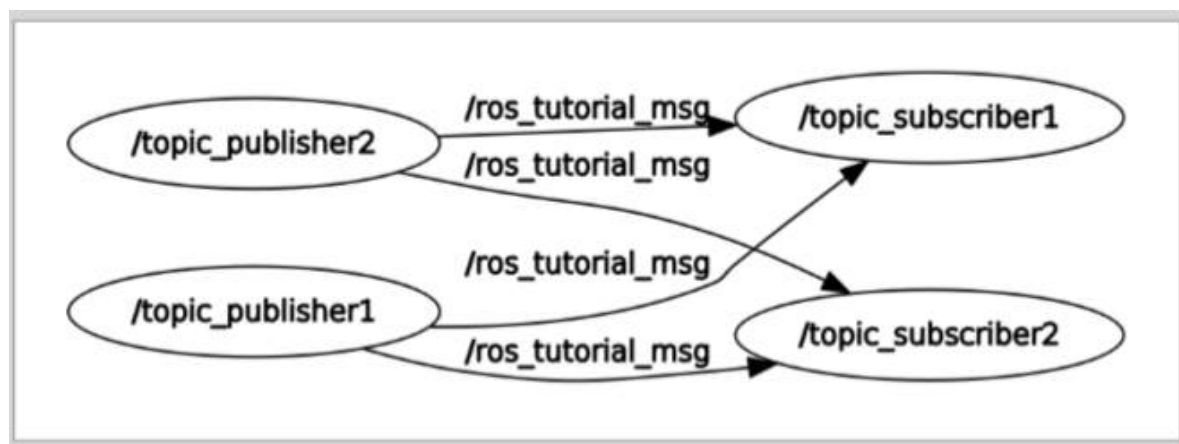 /topic_publisher2
/ros_tutorial_msg
/topic_subscriber1
/ros_tutorial_msg
/ros_tutorial_msg
/topic_publisher1
/ros_tutorial_msg
/topic_subscriber2